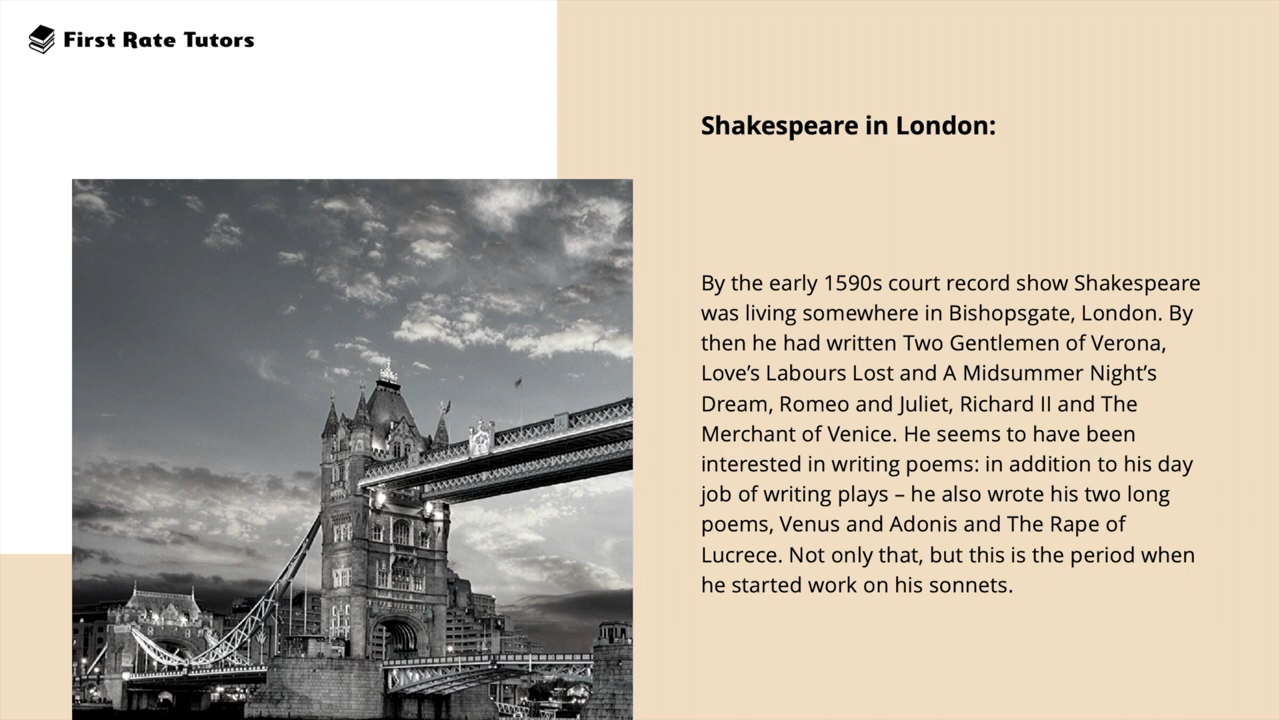 First Rate Tutors
Shakespeare in London:
By the early 1590s court record show Shakespeare
was living somewhere in Bishopsgate, London. By
then he had written Two Gentlemen of Verona,
Love’s Labours Lost and A Midsummer Night’s
Dream, Romeo and Juliet, Richard II and The
Merchant of Venice. He seems to have been
interested in writing poems: in addition to his day
job of writing plays – he also wrote his two long
poems, Venus and Adonis and The Rape of
Lucrece. Not only that, but this is the period when
he started work on his sonnets.